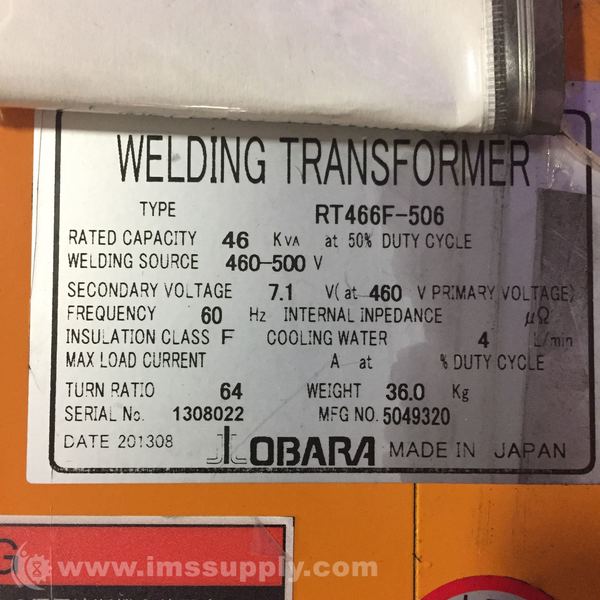 WELDING TRANSFORMER
TYPE RT466F-506
RATED CAPACITY 46 KVA at 50% DUTY CYCLE
WELDING SOURCE 460-500 V
SECONDARY VOLTAGE 7.1 V(at 460 V PRIMARY VOLTAGE)
FREQUENCY 60 Hz INTERNAL INPEDANCE μΩ
INSULATION CLASS F COOLING WATER 4 L/min
MAX LOAD CURRENT A at % DUTY CYCLE
TURN RATIO 64 WEIGHT 36.0 Kg
SERIAL No. 1308022 MFG NO. 5049320
DATE 201308 OBARA MADE IN JAPAN
G
www.imssupply.com